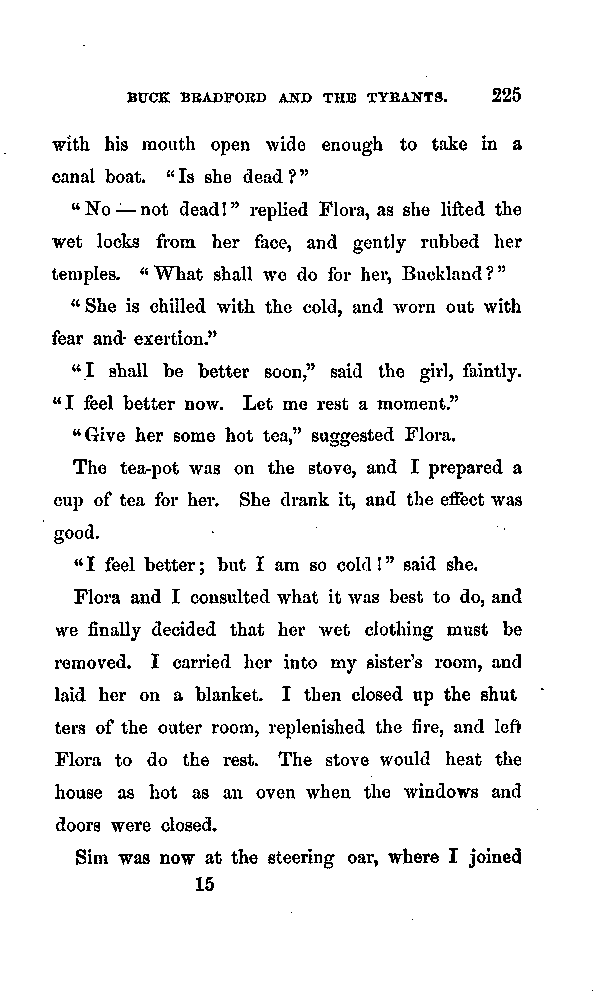 BUCK BRADFORD AND THE TYRANTS. 225
with his mouth open wide enough to take in a
canal boat. “Is she dead?”
“No — not dead!” replied Flora, as she lifted the
wet locks from her face, and gently rubbed her
temples. “What shall we do for her, Buckland?”
“She is chilled with the cold, and worn out with
fear and exertion.”
“I shall be better soon,” said the girl, faintly.
“I feel better now. Let me rest a moment.”
“Give her some hot tea,” suggested Flora.
The tea-pot was on the stove, and I prepared a
cup of tea for her. She drank it, and the effect was
good.
“I feel better; but I am so cold!” said she.
Flora and I consulted what it was best to do, and
we finally decided that her wet clothing must be
removed. I carried her into my sister’s room, and
laid her on a blanket. I then closed up the shut
ters of the outer room, replenished the fire, and left
Flora to do the rest. The stove would heat the
house as hot as an oven when the windows and
doors were closed.
Sim was now at the steering oar, where I joined
15